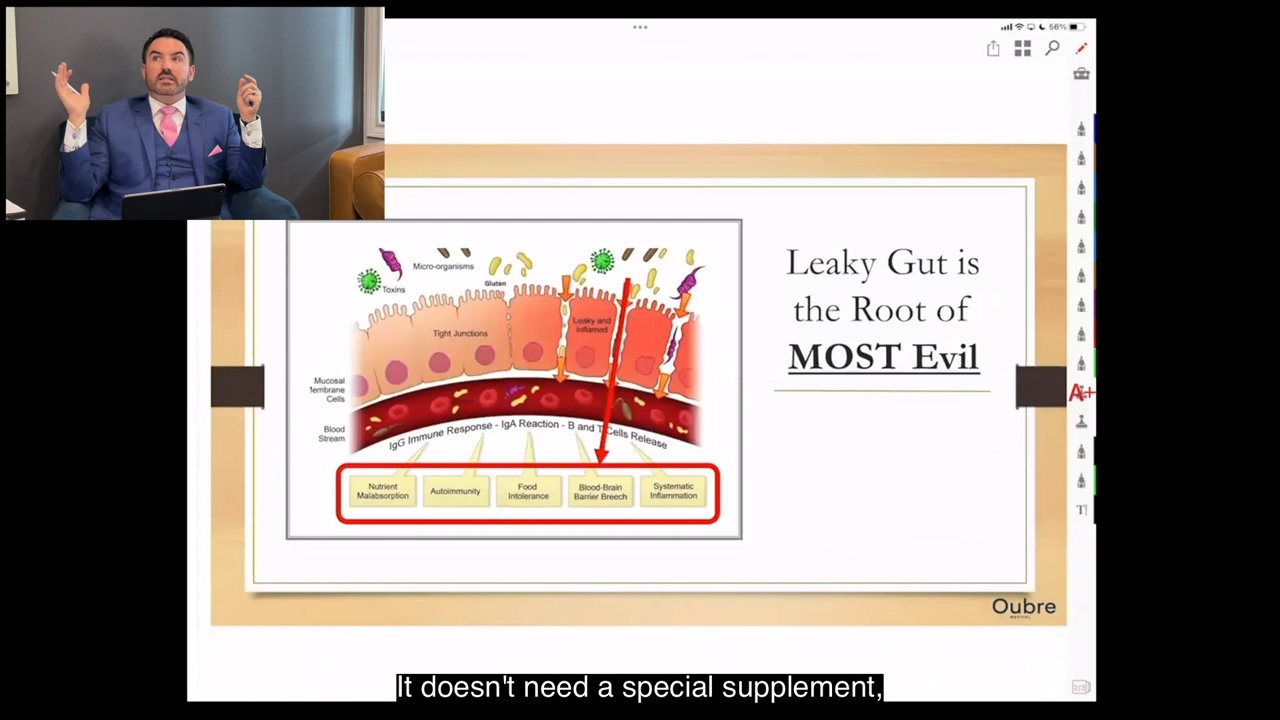 56%
Leaky Gut is
the Root of
MOST Evil
Micro-organisms
Toxins
Gluten
Tight Junctions
Leaky and
Inflamed
Mucosal
Membrane
Cells
Blood
Stream
IgG Immune Response - IgA Reaction - B and T Cells Release
Nutrient
Malabsorption
Autoimmunity
Food
Intolerance
Blood-Brain
Barrier Breech
Systematic
Inflammation
A+
T
Oubre
It doesn't need a special supplement,